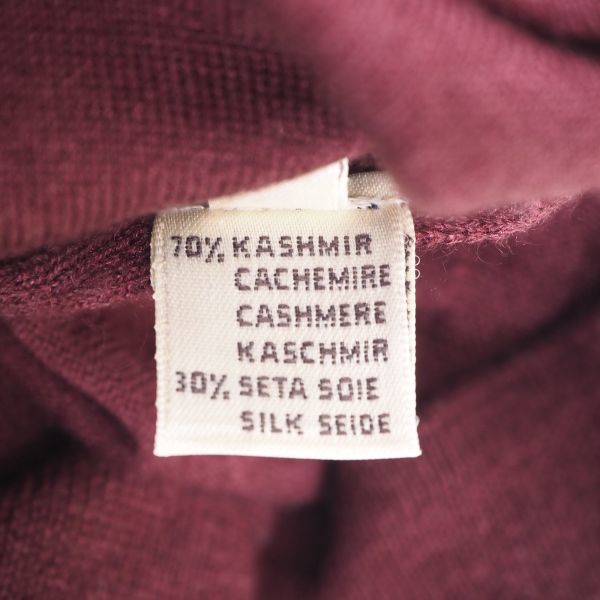 70% KASHMIR
CACHEMIRE
CASHMERE
KASCHMIR
30% SETA SOIE
SILK SEIDE